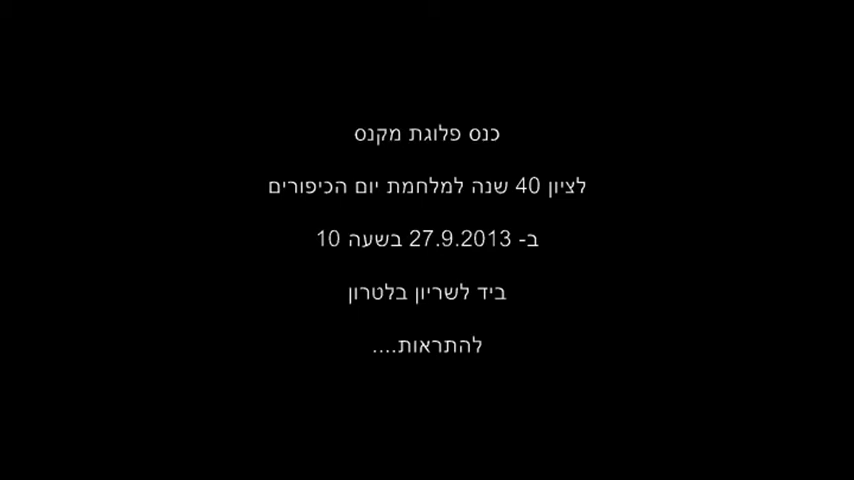 כנס פלוגת מקנס
לציון 40 שנה למלחמת יום הכיפורים
ב- 27.9.2013 בשעה 10
ביד לשריון בלטרון
להתראות....